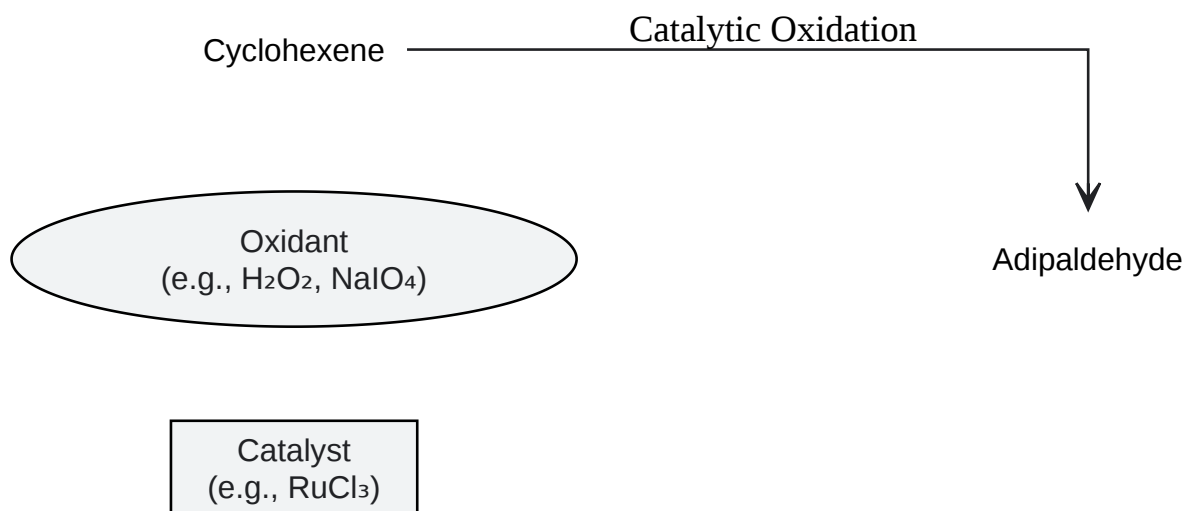 Catalytic Oxidation
Cyclohexene
Oxidant
(e.g., H₂O₂, NaIO₄)
Adipaldehyde
Catalyst
(e.g., RuCl₃)